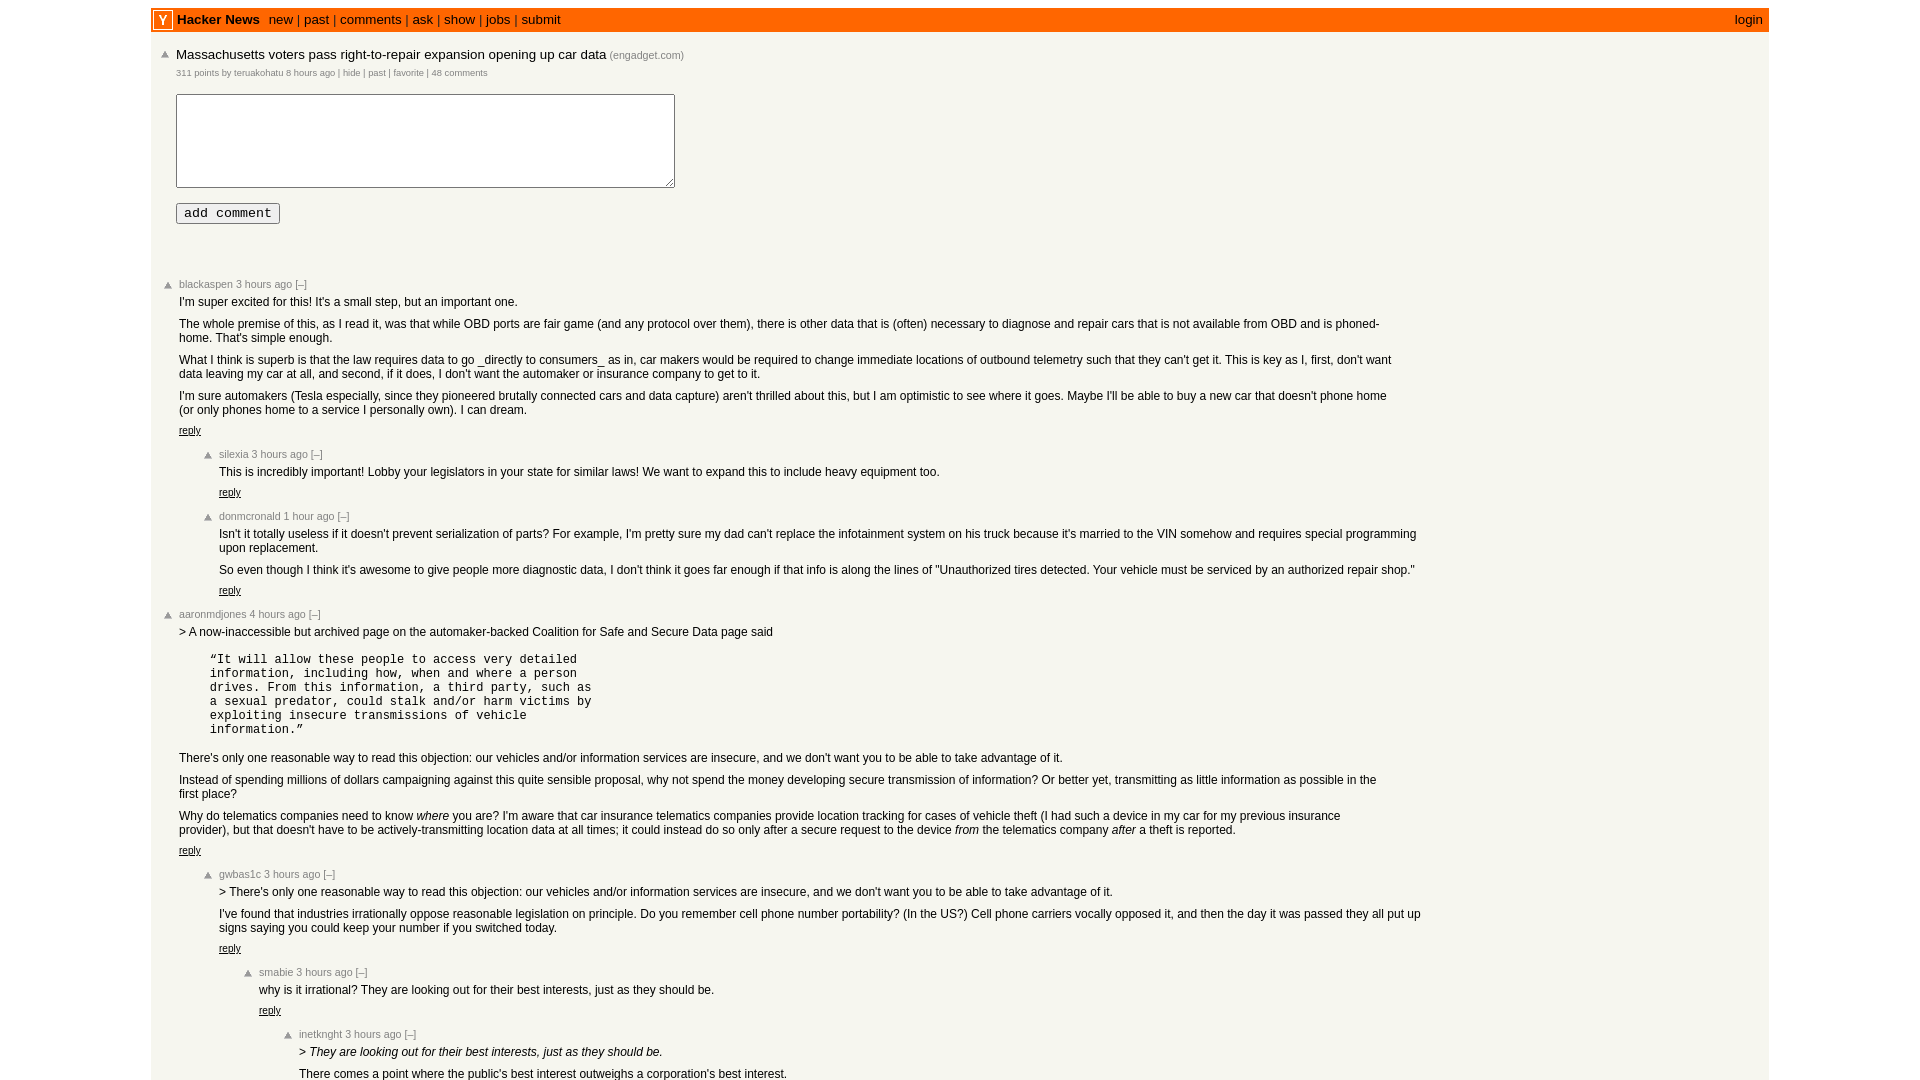 Y Hacker News new | past | comments | ask | show | jobs | submit login
Massachusetts voters pass right-to-repair expansion opening up car data (engadget.com)
311 points by teruakohatu 8 hours ago | hide | past | favorite | 48 comments
add comment
blackaspen 3 hours ago [–]
I'm super excited for this! It's a small step, but an important one.
The whole premise of this, as I read it, was that while OBD ports are fair game (and any protocol over them), there is other data that is (often) necessary to diagnose and repair cars that is not available from OBD and is phoned-
home. That's simple enough.
What I think is superb is that the law requires data to go _directly to consumers_ as in, car makers would be required to change immediate locations of outbound telemetry such that they can't get it. This is key as I, first, don't want
data leaving my car at all, and second, if it does, I don't want the automaker or insurance company to get to it.
I'm sure automakers (Tesla especially, since they pioneered brutally connected cars and data capture) aren't thrilled about this, but I am optimistic to see where it goes. Maybe I'll be able to buy a new car that doesn't phone home
(or only phones home to a service I personally own). I can dream.
reply
silexia 3 hours ago [–]
This is incredibly important! Lobby your legislators in your state for similar laws! We want to expand this to include heavy equipment too.
reply
donmcronald 1 hour ago [–]
Isn't it totally useless if it doesn't prevent serialization of parts? For example, I'm pretty sure my dad can't replace the infotainment system on his truck because it's married to the VIN somehow and requires special programming
upon replacement.
So even though I think it's awesome to give people more diagnostic data, I don't think it goes far enough if that info is along the lines of "Unauthorized tires detected. Your vehicle must be serviced by an authorized repair shop."
reply
aaronmdjones 4 hours ago [–]
> A now-inaccessible but archived page on the automaker-backed Coalition for Safe and Secure Data page said
“It will allow these people to access very detailed
information, including how, when and where a person
drives. From this information, a third party, such as
a sexual predator, could stalk and/or harm victims by
exploiting insecure transmissions of vehicle
information.”
There's only one reasonable way to read this objection: our vehicles and/or information services are insecure, and we don't want you to be able to take advantage of it.
Instead of spending millions of dollars campaigning against this quite sensible proposal, why not spend the money developing secure transmission of information? Or better yet, transmitting as little information as possible in the
first place?
Why do telematics companies need to know where you are? I'm aware that car insurance telematics companies provide location tracking for cases of vehicle theft (I had such a device in my car for my previous insurance
provider), but that doesn't have to be actively-transmitting location data at all times; it could instead do so only after a secure request to the device from the telematics company after a theft is reported.
reply
gwbas1c 3 hours ago [–]
> There's only one reasonable way to read this objection: our vehicles and/or information services are insecure, and we don't want you to be able to take advantage of it.
I've found that industries irrationally oppose reasonable legislation on principle. Do you remember cell phone number portability? (In the US?) Cell phone carriers vocally opposed it, and then the day it was passed they all put up
signs saying you could keep your number if you switched today.
reply
smabie 3 hours ago [–]
why is it irrational? They are looking out for their best interests, just as they should be.
reply
inetknght 3 hours ago [–]
> They are looking out for their best interests, just as they should be.
There comes a point where the public's best interest outweighs a corporation's best interest.